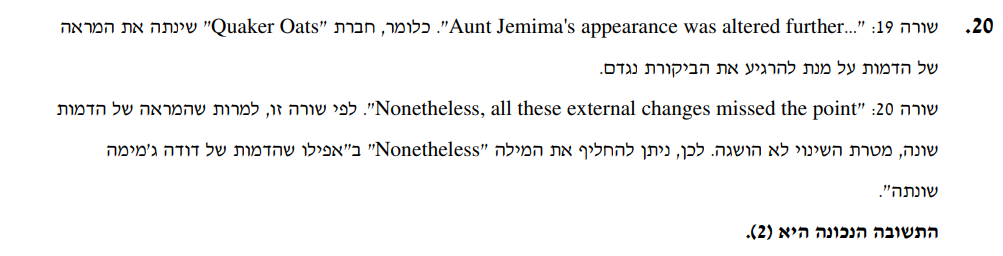 20. שורה 19: "Aunt Jemima's appearance was altered further...". כלומר, חברת "Quaker Oats" שינתה את המראה
של הדמות על מנת להרגיע את הביקורת נגדם.
שורה 20: "Nonetheless, all these external changes missed the point". לפי שורה זו, למרות שהמראה של הדמות
שונה, מטרת השינוי לא הושגה. לכן, ניתן להחליף את המילה "Nonetheless" ב"אפילו שהדמות של דודה ג'מימה
שונתה".
התשובה הנכונה היא (2).